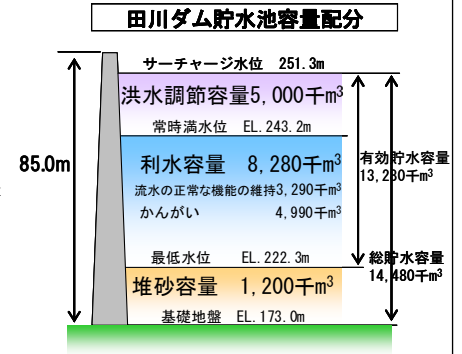 田川ダム貯水池容量配分
サーチャージ水位 251.3m
洪水調節容量5,000千m³
常時満水位 EL.243.2m
85.0m
利水容量 8,280千m³
有効貯水容量
13,280千m³
流水の正常な機能の維持3,290千m³
かんがい 4,990千m³
最低水位 EL.222.3m
総貯水容量
14,480千m³
堆砂容量 1,200千m³
基礎地盤 EL.173.0m